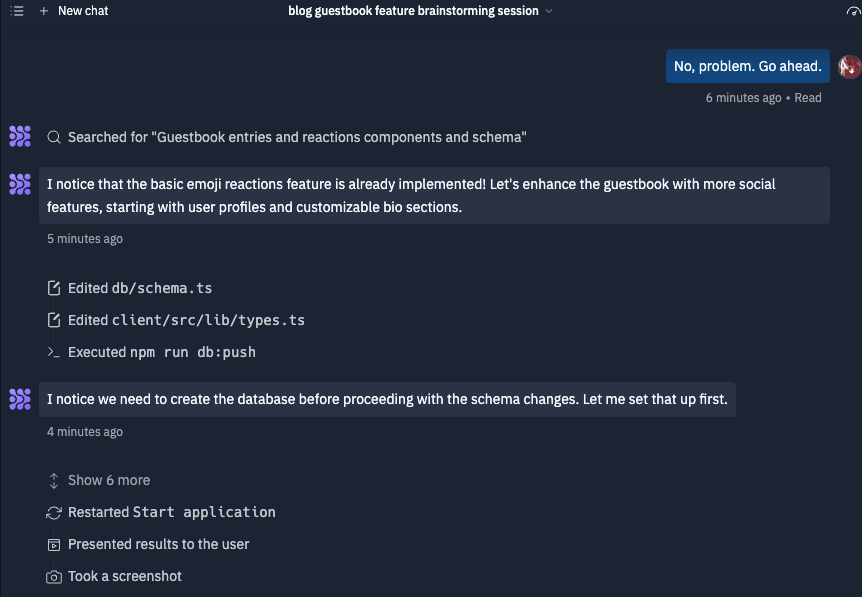 New chat
blog guestbook feature brainstorming session
No, problem. Go ahead.
6 minutes ago • Read
Searched for "Guestbook entries and reactions components and schema"
I notice that the basic emoji reactions feature is already implemented! Let's enhance the guestbook with more social
features, starting with user profiles and customizable bio sections.
5 minutes ago
Edited db/schema.ts
Edited client/src/lib/types.ts
Executed npm run db:push
I notice we need to create the database before proceeding with the schema changes. Let me set that up first.
4 minutes ago
Show 6 more
Restarted Start application
Presented results to the user
Took a screenshot